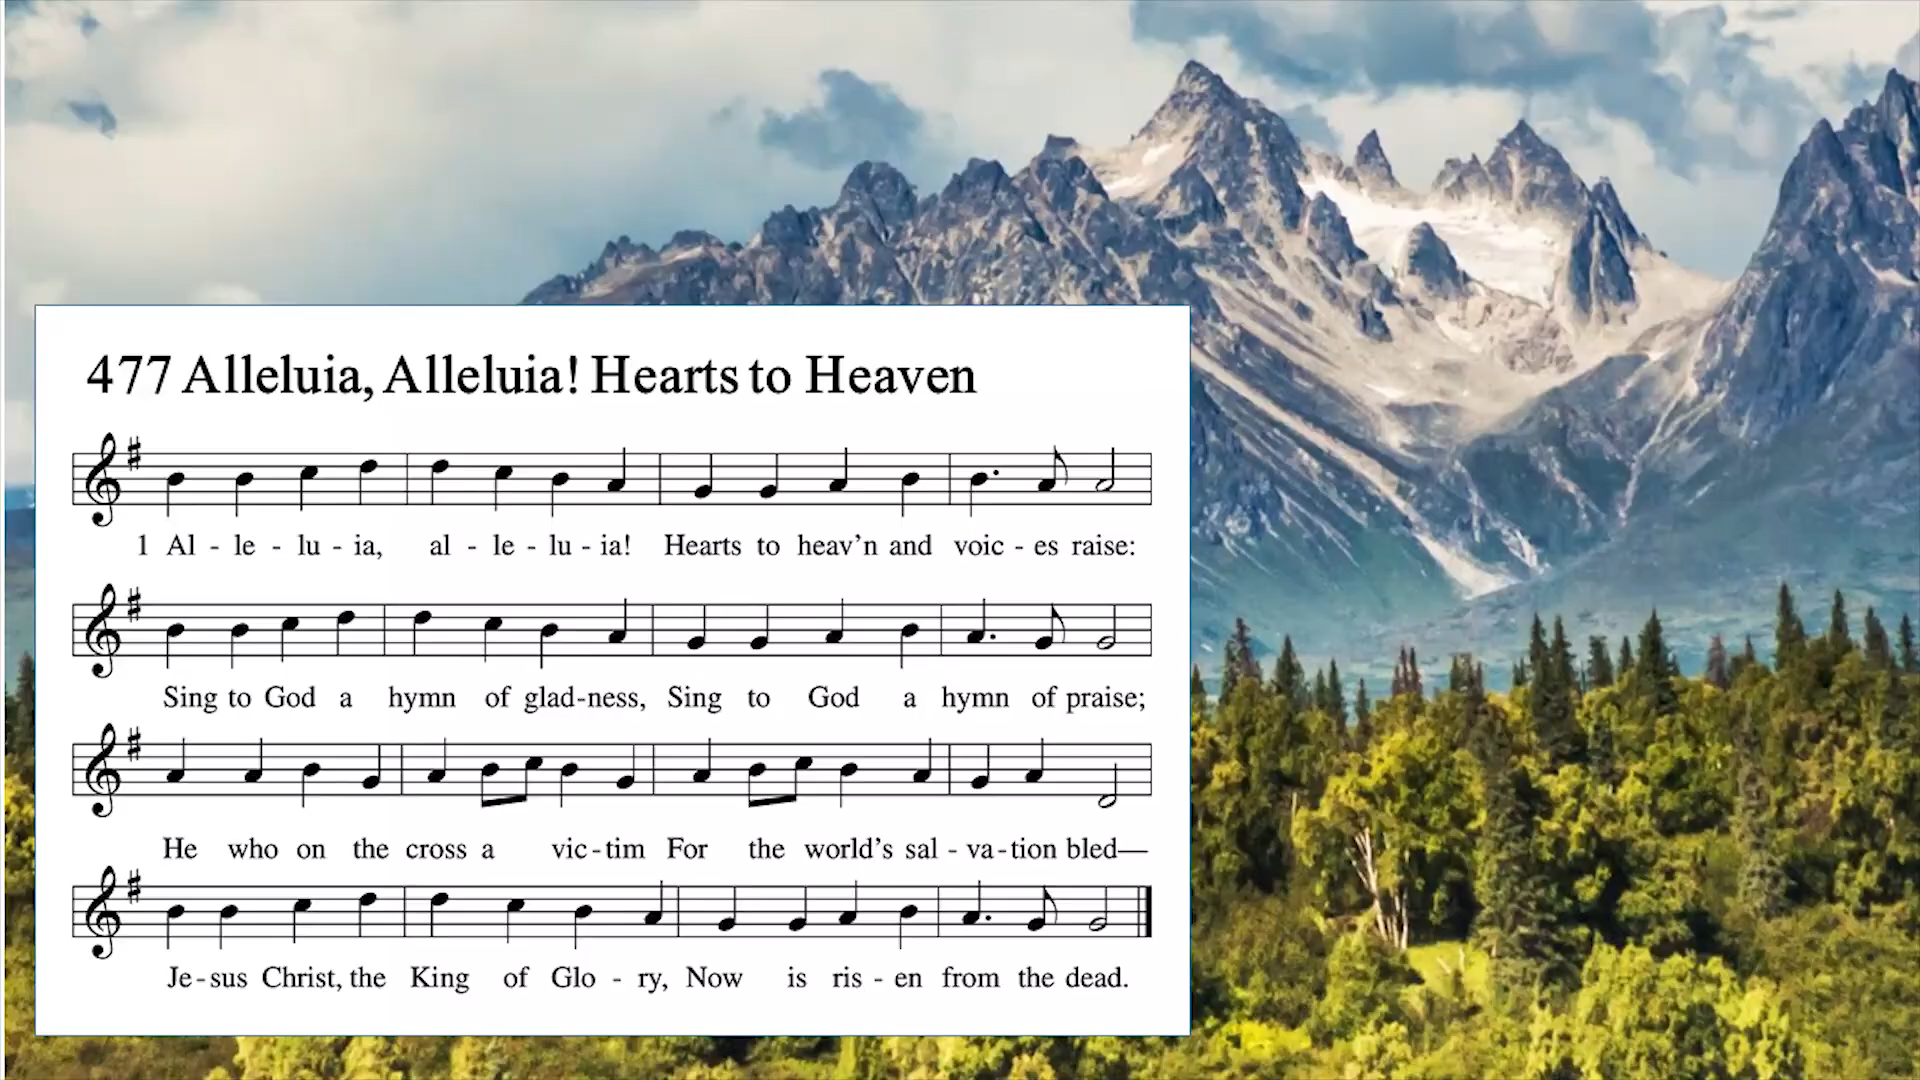 477 Alleluia, Alleluia! Hearts to Heaven
1 Al - le - lu - ia, al - le - lu - ia! Hearts to heav’n and voic - es raise:
Sing to God a hymn of glad-ness, Sing to God a hymn of praise;
He who on the cross a vic-tim For the world’s sal - va-tion bled—
Je-sus Christ, the King of Glo - ry, Now is ris - en from the dead.